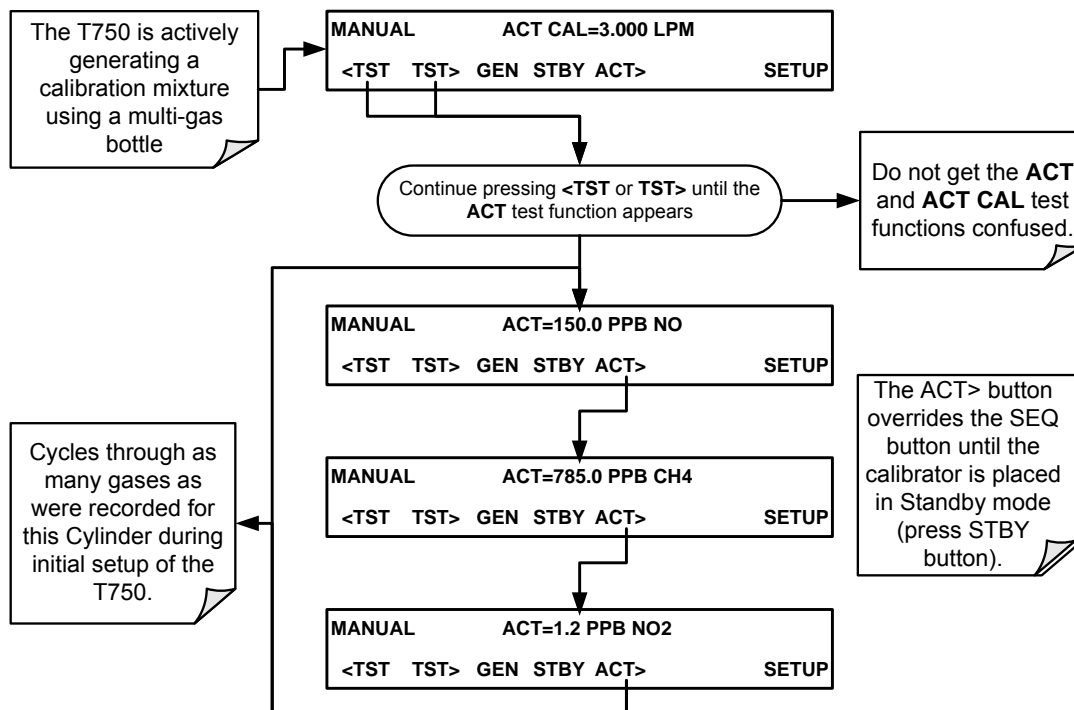 The T750 is actively
generating a
calibration mixture
using a multi-gas
bottle
MANUAL ACT CAL=3.000 LPM
<TST TST> GEN STBY ACT> SETUP
Continue pressing <TST or TST> until the
ACT test function appears
Do not get the ACT
and ACT CAL test
functions confused.
MANUAL ACT=150.0 PPB NO
<TST TST> GEN STBY ACT> SETUP
The ACT> button
overrides the SEQ
button until the
calibrator is placed
in Standby mode
(press STBY
button).
Cycles through as
many gases as
were recorded for
this Cylinder during
initial setup of the
T750.
MANUAL ACT=785.0 PPB CH4
<TST TST> GEN STBY ACT> SETUP
MANUAL ACT=1.2 PPB NO2
<TST TST> GEN STBY ACT> SETUP